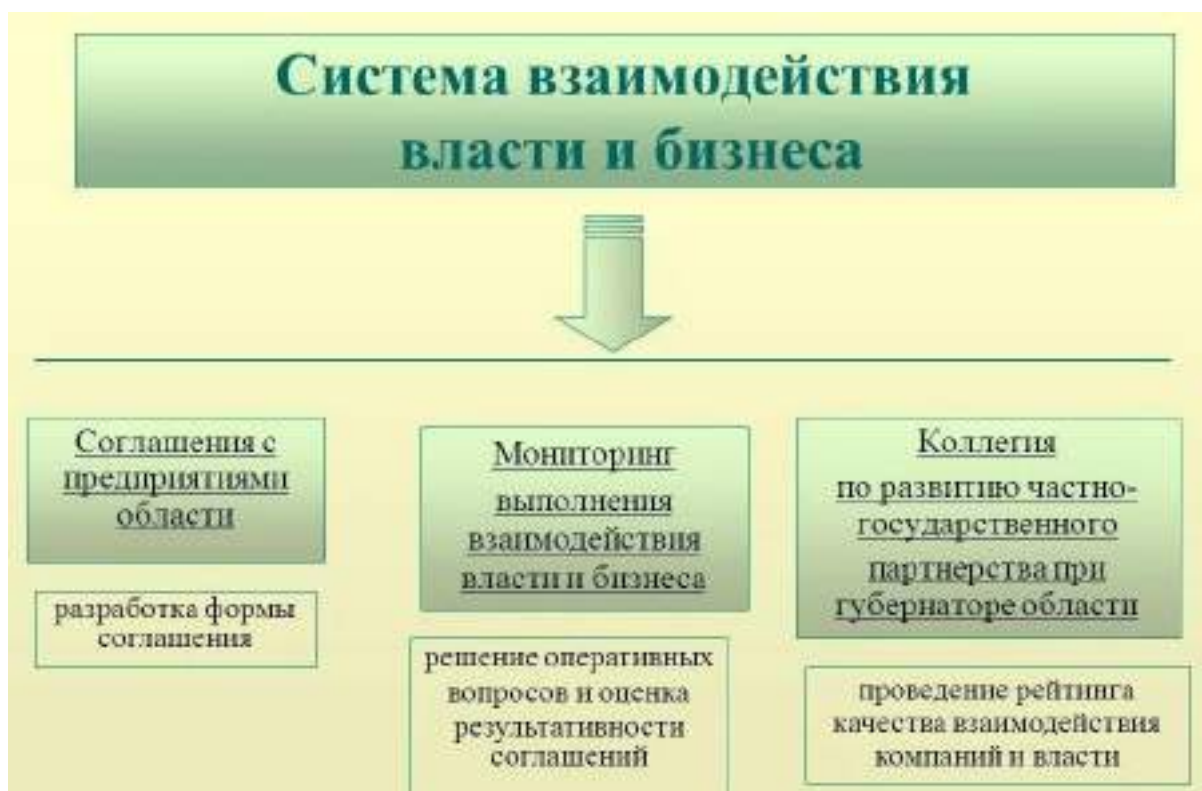 Система взаимодействия
власти и бизнеса
Соглашения с
предприятиями
области
разработка формы
соглашения
Мониторинг
выполнения
взаимодействия
власти и бизнеса
решение оперативных
вопросов и оценка
результативности
соглашений
Коллегия
по развитию частно-
государственного
партнерства при
губернаторе области
проведение рейтинга
качества взаимодействия
компаний и власти